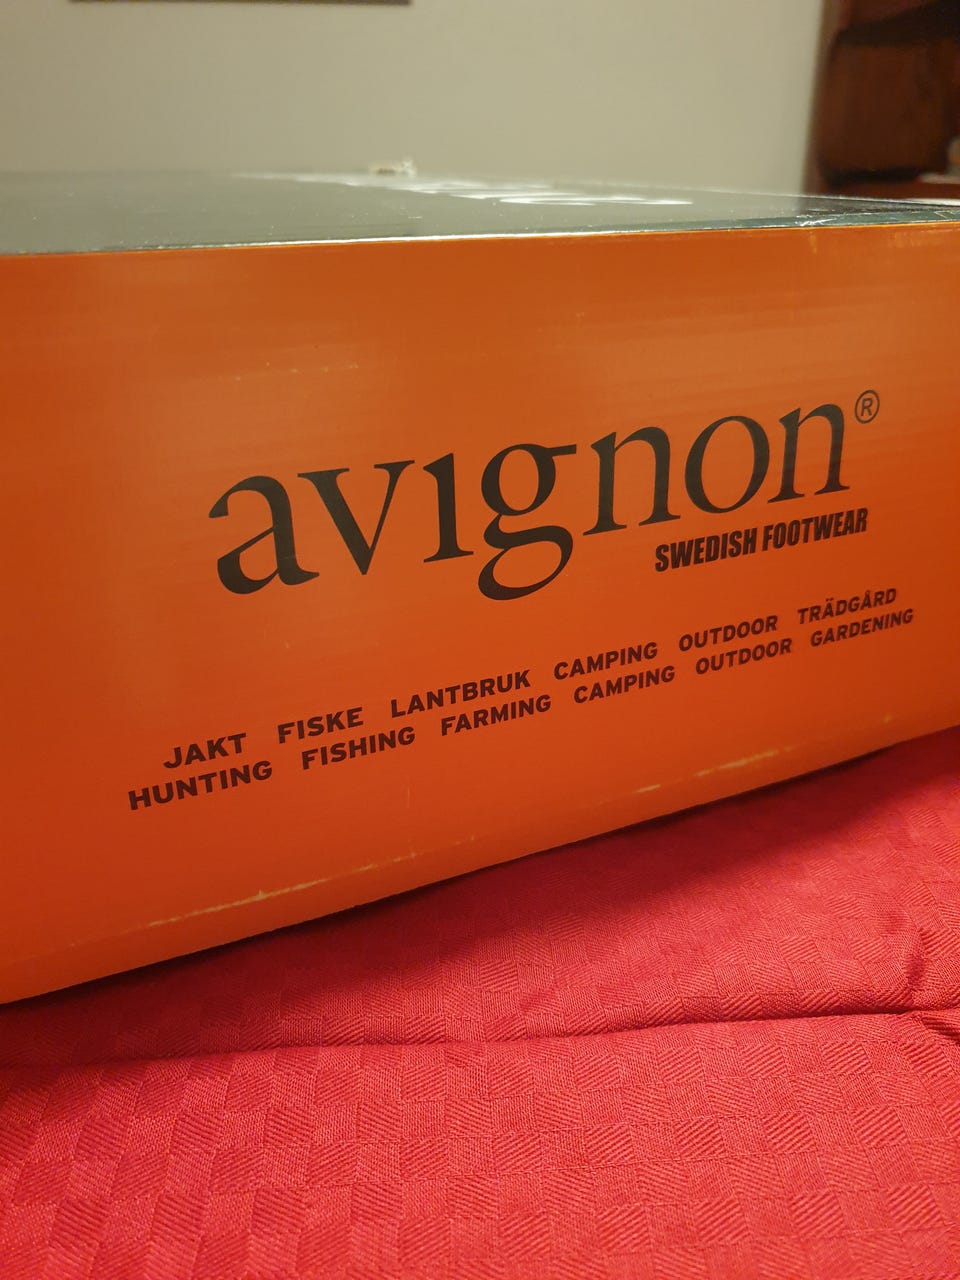 avignon®
SWEDISH FOOTWEAR
JAKT FISKE LANTBRUK CAMPING OUTDOOR TRÄDGÅRD
HUNTING FISHING FARMING CAMPING OUTDOOR GARDENING